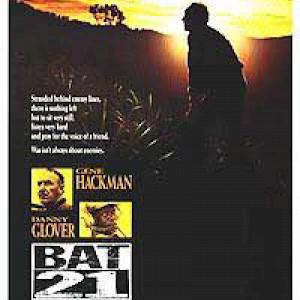 Stranded behind enemy lines,
there is nothing left
but to sit very still,
listen very hard
and pray for the voice of a friend.
War isn't always about enemies.
GENE
HACKMAN
DANNY
GLOVER
BAT
21